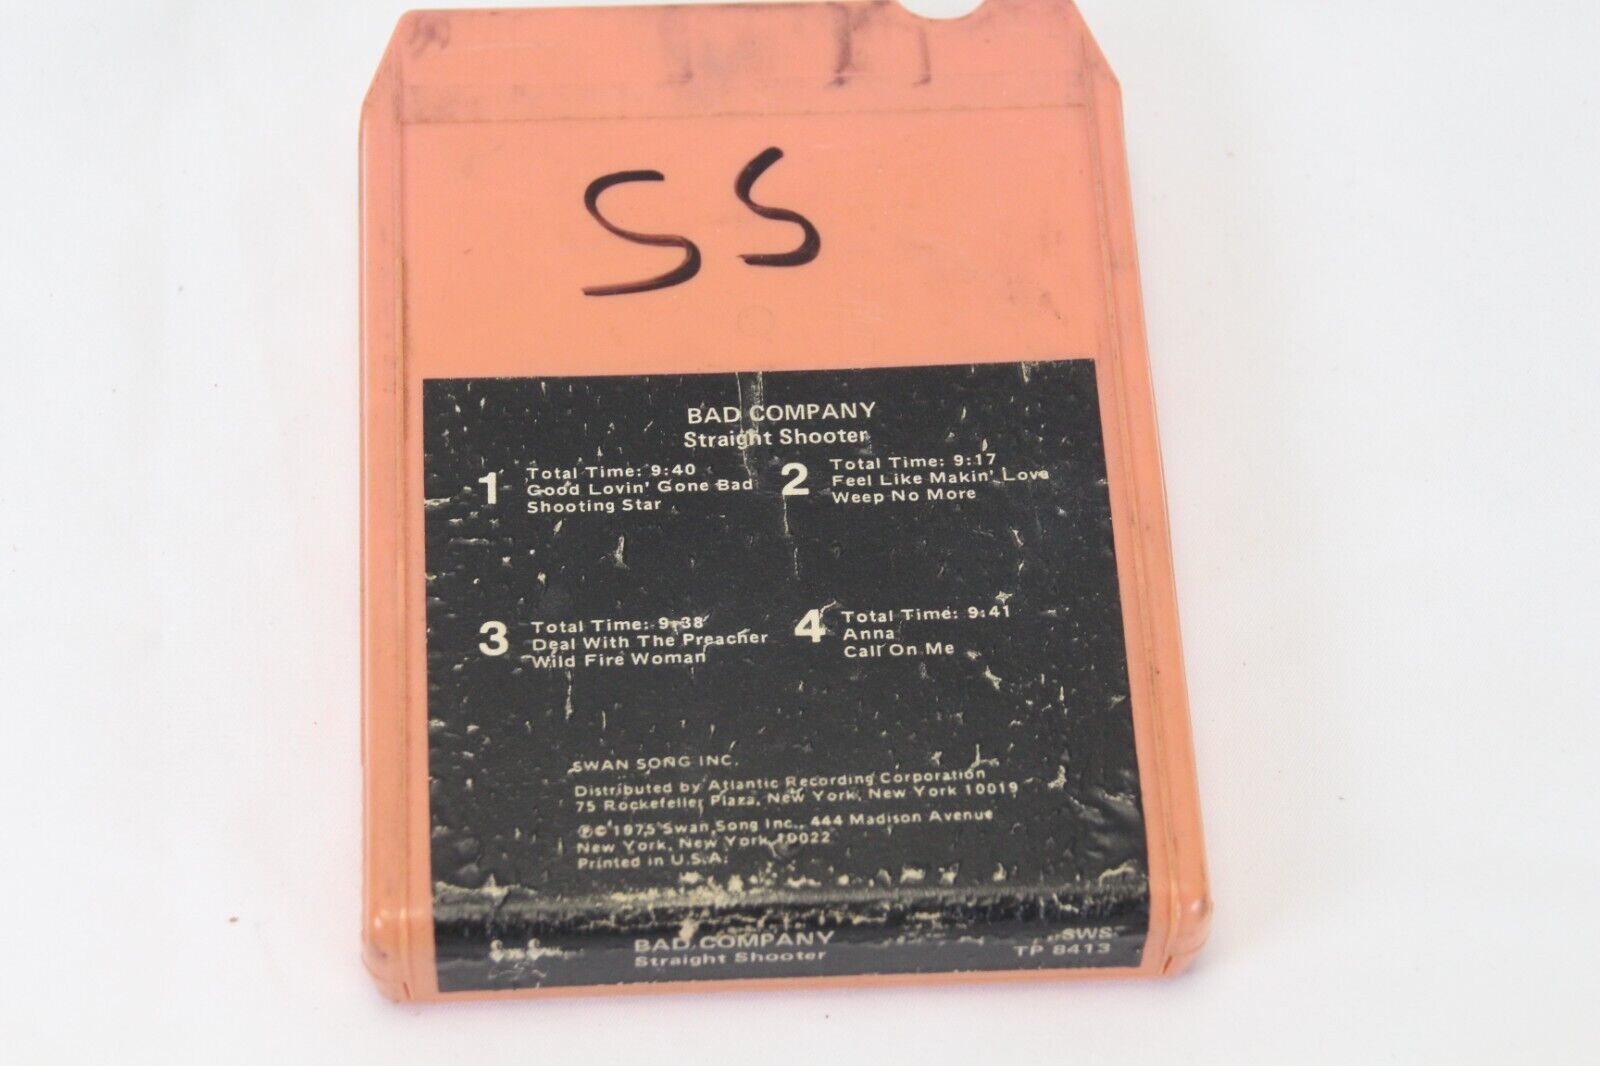 SS
BAD COMPANY
Straight Shooter
1
Total Time: 9:40
Good Lovin' Gone Bad
Shooting Star
2
Total Time: 9:17
Feel Like Makin' Love
Weep No More
3
Total Time: 9:38
Deal With The Preacher
Wild Fire Woman
4
Total Time: 9:41
Anna
Call On Me
SWAN SONG INC.
Distributed by Atlantic Recording Corporation
75 Rockefeller Plaza, New York, New York 10019
℗© 1975 Swan Song Inc., 444 Madison Avenue
New York, New York 10022
Printed in U.S.A.
BAD COMPANY
Straight Shooter
SWS
TP 8413